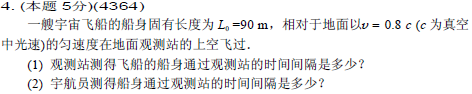 4. (本题 5分)(4364)
一艘宇宙飞船的船身固有长度为 L₀ =90 m，相对于地面以υ = 0.8 c (c 为真空
中光速)的匀速度在地面观测站的上空飞过．
(1) 观测站测得飞船的船身通过观测站的时间间隔是多少？
(2) 宇航员测得船身通过观测站的时间间隔是多少？